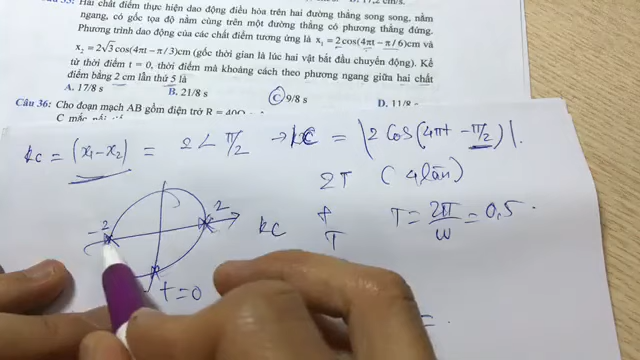 Hai chất điểm thực hiện dao động điều hòa trên hai đường thẳng song song, nằm
ngang, có gốc tọa độ nằm cùng trên một đường thẳng có phương thẳng đứng.
Phương trình dao động của các chất điểm tương ứng là x₁ = 2cos(4πt − π/6)cm và
x₂ = 2√3cos(4πt − π/3)cm (gốc thời gian là lúc hai vật bắt đầu chuyển động). Kể
từ thời điểm t = 0, thời điểm mà khoảng cách theo phương ngang giữa hai chất
điểm bằng 2 cm lần thứ 5 là
A. 17/8 s B. 21/8 s C. 9/8 s D. 11/8 s
Câu 36: Cho đoạn mạch AB gồm điện trở R =
C mắc
kc = |x₁ − x₂| = 2 ∠ π/2 → kc = |2 cos(4πt − π/2)|.
2T (4 lần)
-2 2 kc + T = 2π/ω = 0,5.
T
t = 0
= .